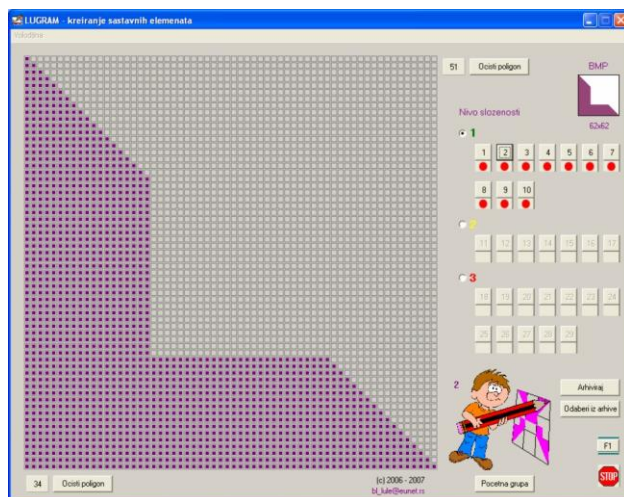 LUGRAM - kreiranje sastavnih elemenata
51 Ocisti poligon
BMP
62x62
Nivo slozenosti
1
1 2 3 4 5 6 7
8 9 10
2
11 12 13 14 15 16 17
3
18 19 20 21 22 23 24
25 26 27 28 29
2
Arhiviraj
Odaberi iz arhive
F1
STOP
34 Ocisti poligon
(c) 2006 - 2007
bl_lule@eunet.rs
Pocetna grupa